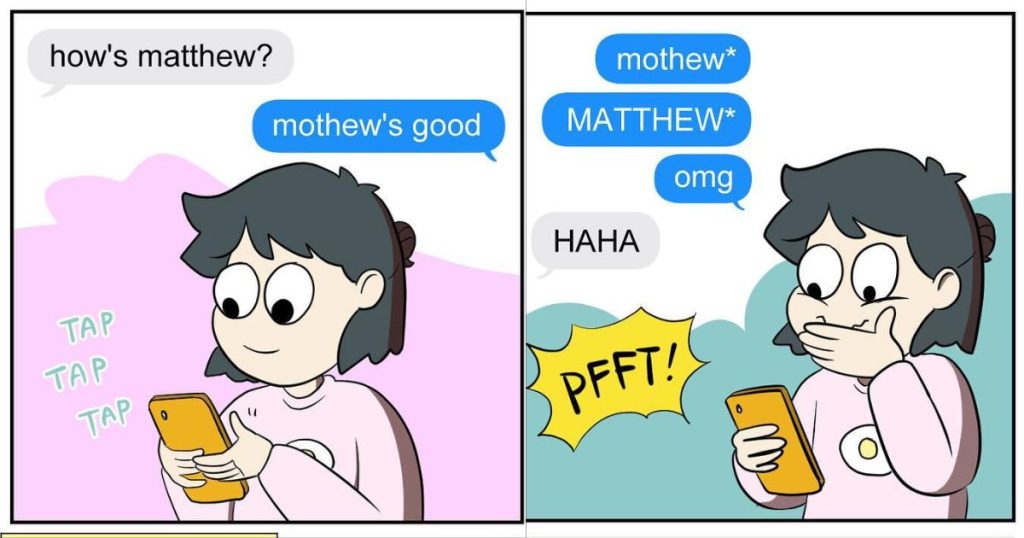 how's matthew?
mothew's good
TAP
TAP
TAP
mothew*
MATTHEW*
omg
HAHA
PFFT!